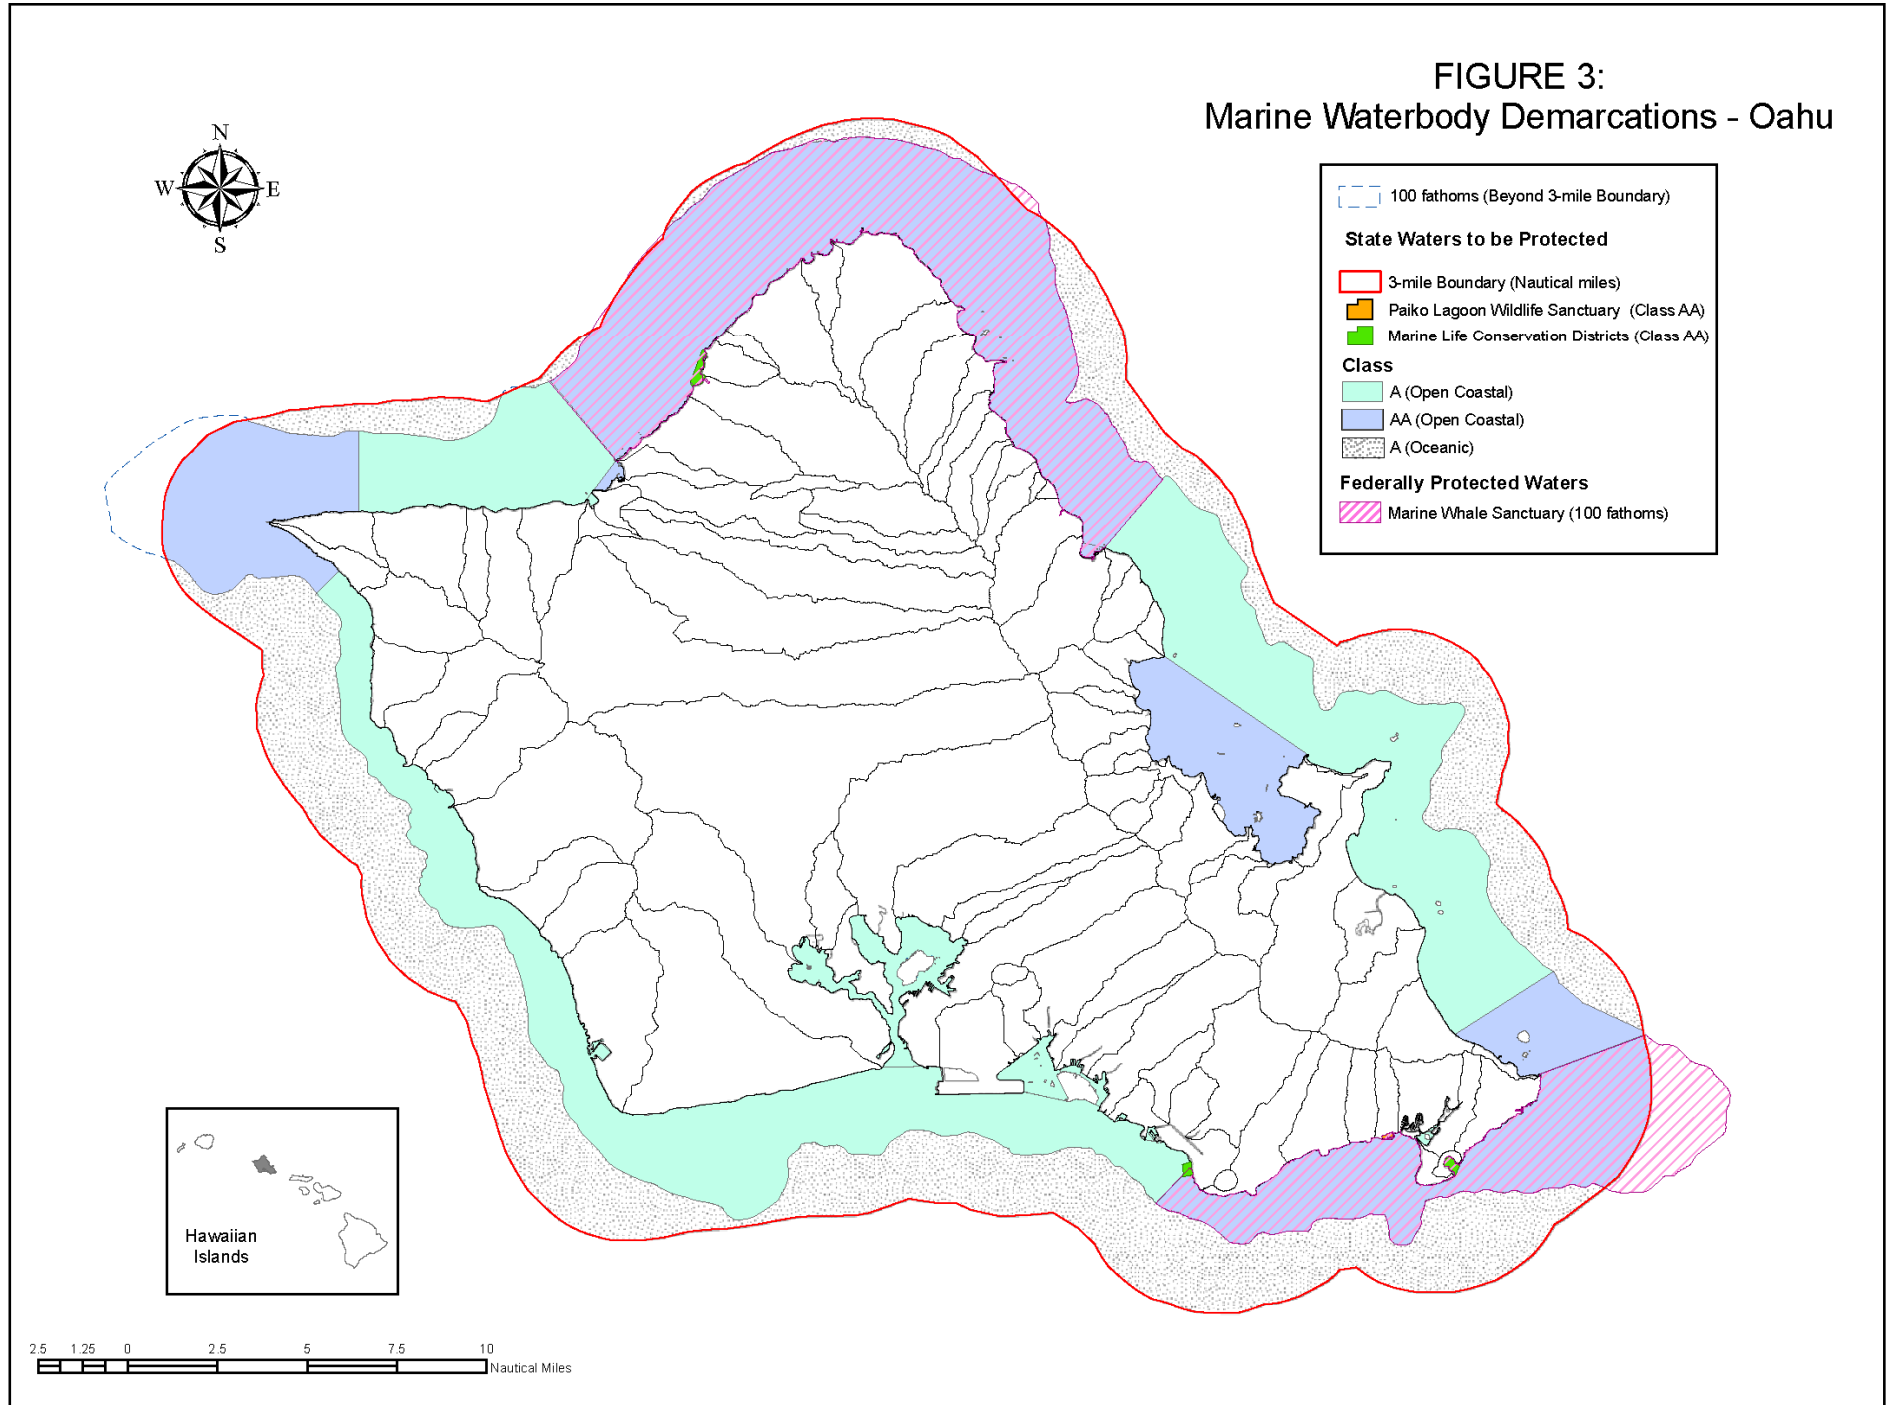 FIGURE 3:
Marine Waterbody Demarcations - Oahu
N
W
E
S
100 fathoms (Beyond 3-mile Boundary)
State Waters to be Protected
3-mile Boundary (Nautical miles)
Paiko Lagoon Wildlife Sanctuary (Class AA)
Marine Life Conservation Districts (Class AA)
Class
A (Open Coastal)
AA (Open Coastal)
A (Oceanic)
Federally Protected Waters
Marine Whale Sanctuary (100 fathoms)
Hawaiian
Islands
2.5 1.25 0 2.5 5 7.5 10
Nautical Miles